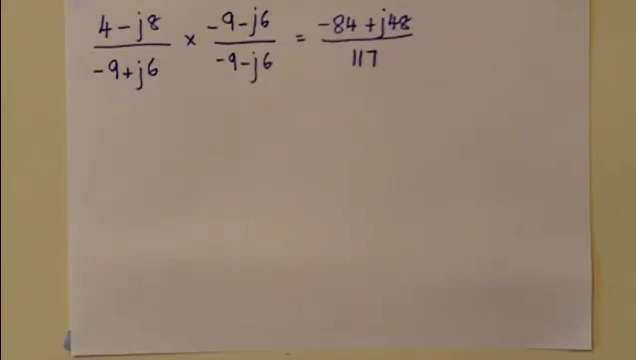 (4 - j8)/(-9 + j6) × (-9 - j6)/(-9 - j6) = (-84 + j48)/117